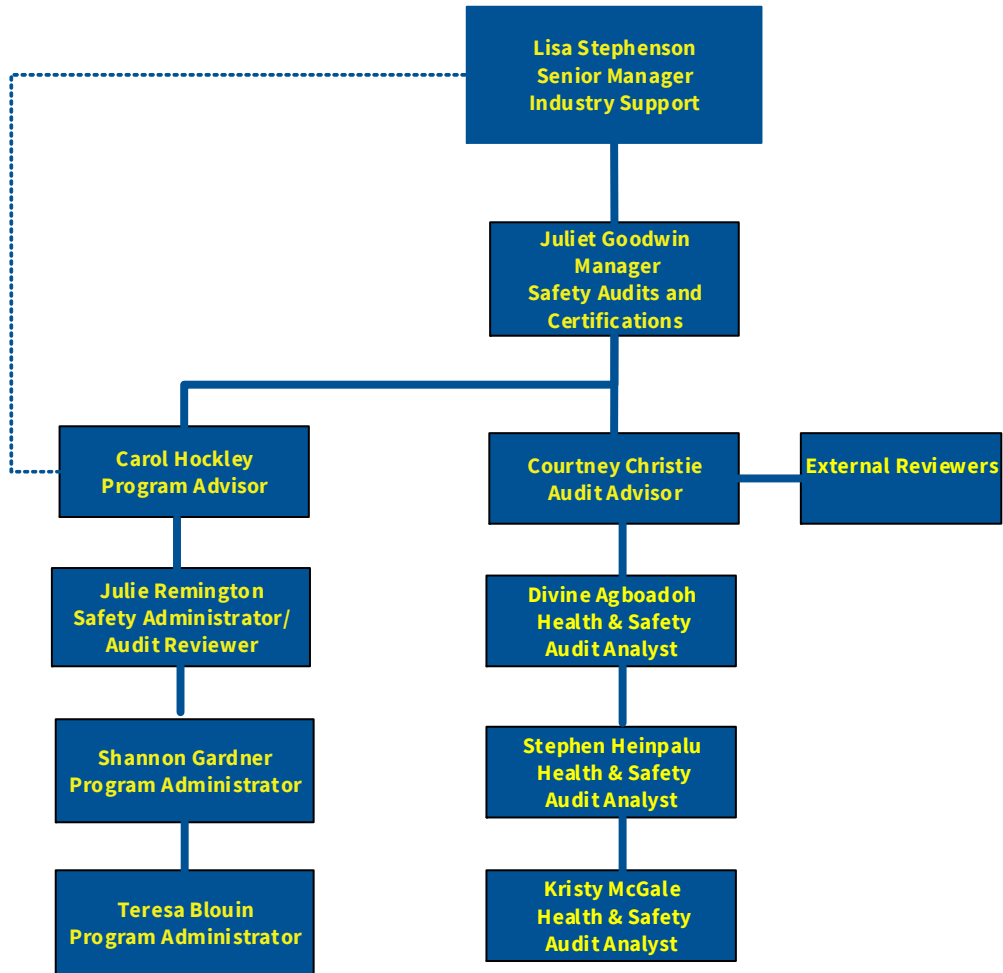 Lisa Stephenson
Senior Manager
Industry Support
Juliet Goodwin
Manager
Safety Audits and
Certifications
Carol Hockley
Program Advisor
Courtney Christie
Audit Advisor
External Reviewers
Julie Remington
Safety Administrator/
Audit Reviewer
Divine Agboadoh
Health & Safety
Audit Analyst
Shannon Gardner
Program Administrator
Stephen Heinpalu
Health & Safety
Audit Analyst
Teresa Blouin
Program Administrator
Kristy McGale
Health & Safety
Audit Analyst